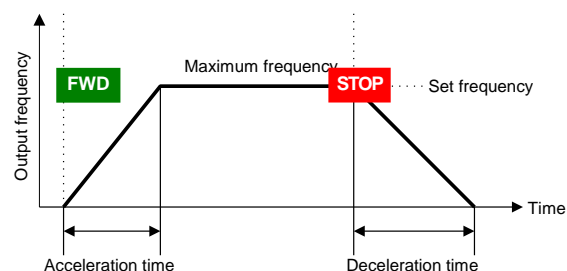 Output frequency
FWD
Maximum frequency
STOP
Set frequency
Time
Acceleration time
Deceleration time